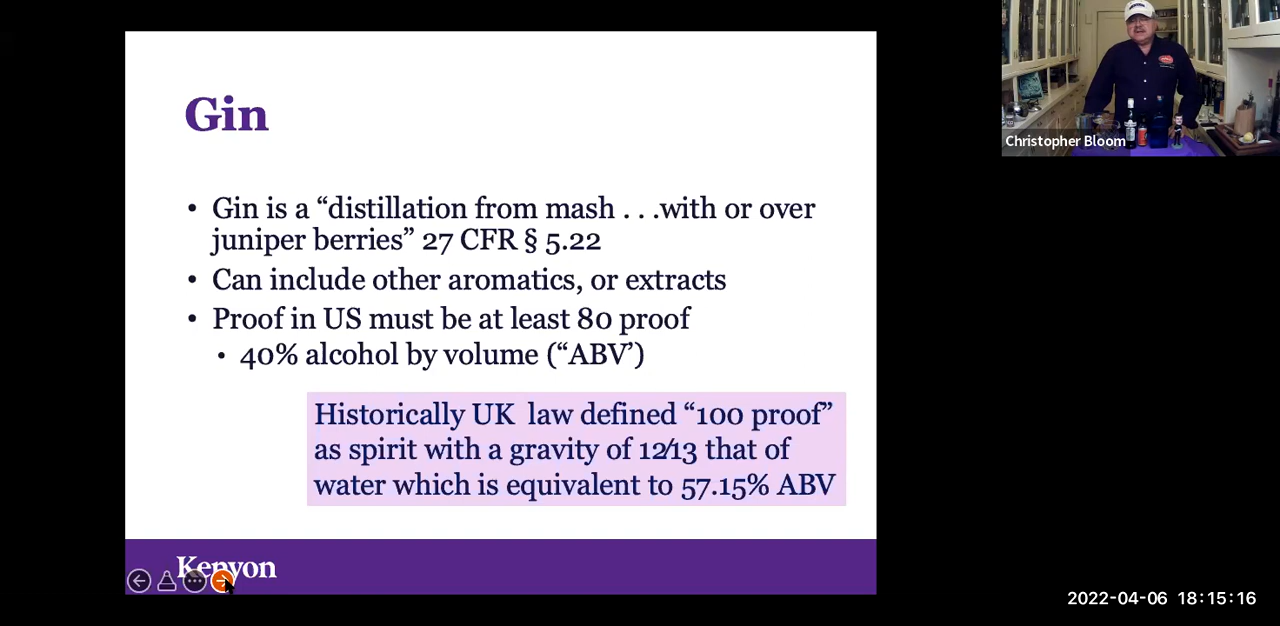 Gin
• Gin is a “distillation from mash . . .with or over
juniper berries” 27 CFR § 5.22
• Can include other aromatics, or extracts
• Proof in US must be at least 80 proof
• 40% alcohol by volume (“ABV’)
Historically UK  law defined “100 proof”
as spirit with a gravity of 12⁄13 that of
water which is equivalent to 57.15% ABV
Kenyon
Christopher Bloom
2022-04-06  18:15:16